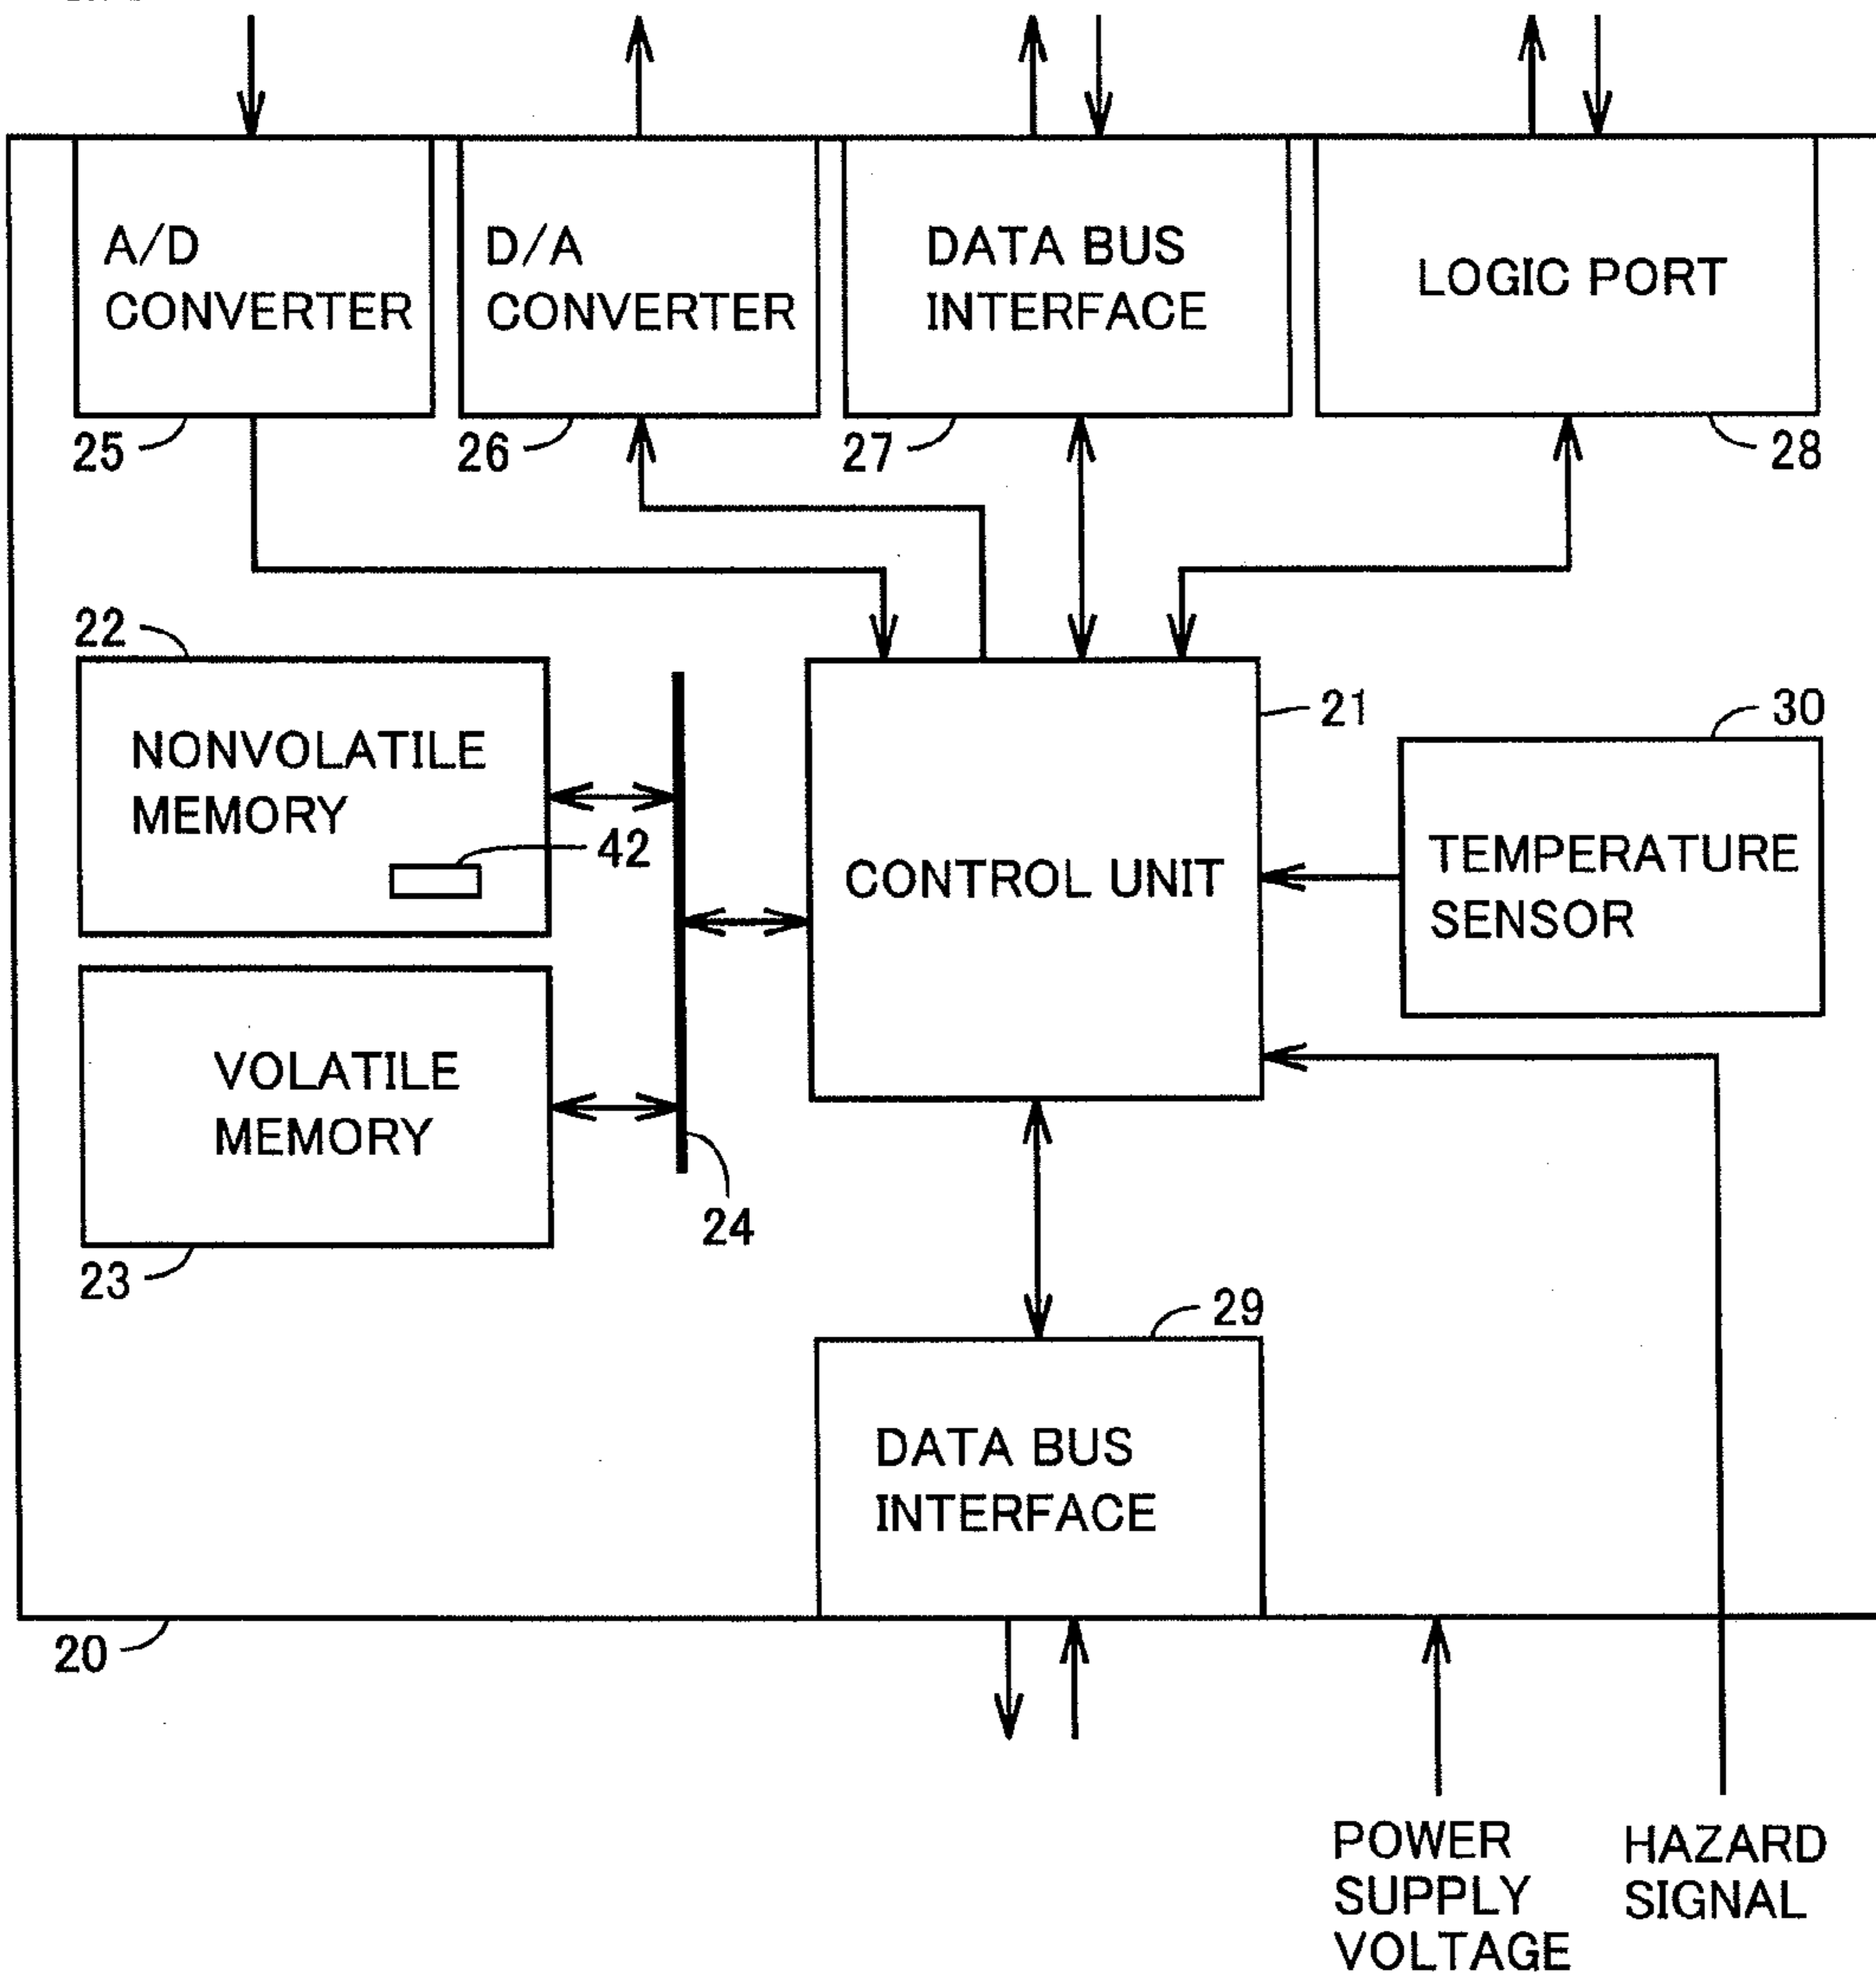 A/D
CONVERTER
D/A
CONVERTER
DATA BUS
INTERFACE
LOGIC PORT
25
26
27
28
22
NONVOLATILE
MEMORY
42
21
30
CONTROL UNIT
TEMPERATURE
SENSOR
VOLATILE
MEMORY
24
23
29
DATA BUS
INTERFACE
20
POWER
SUPPLY
VOLTAGE
HAZARD
SIGNAL